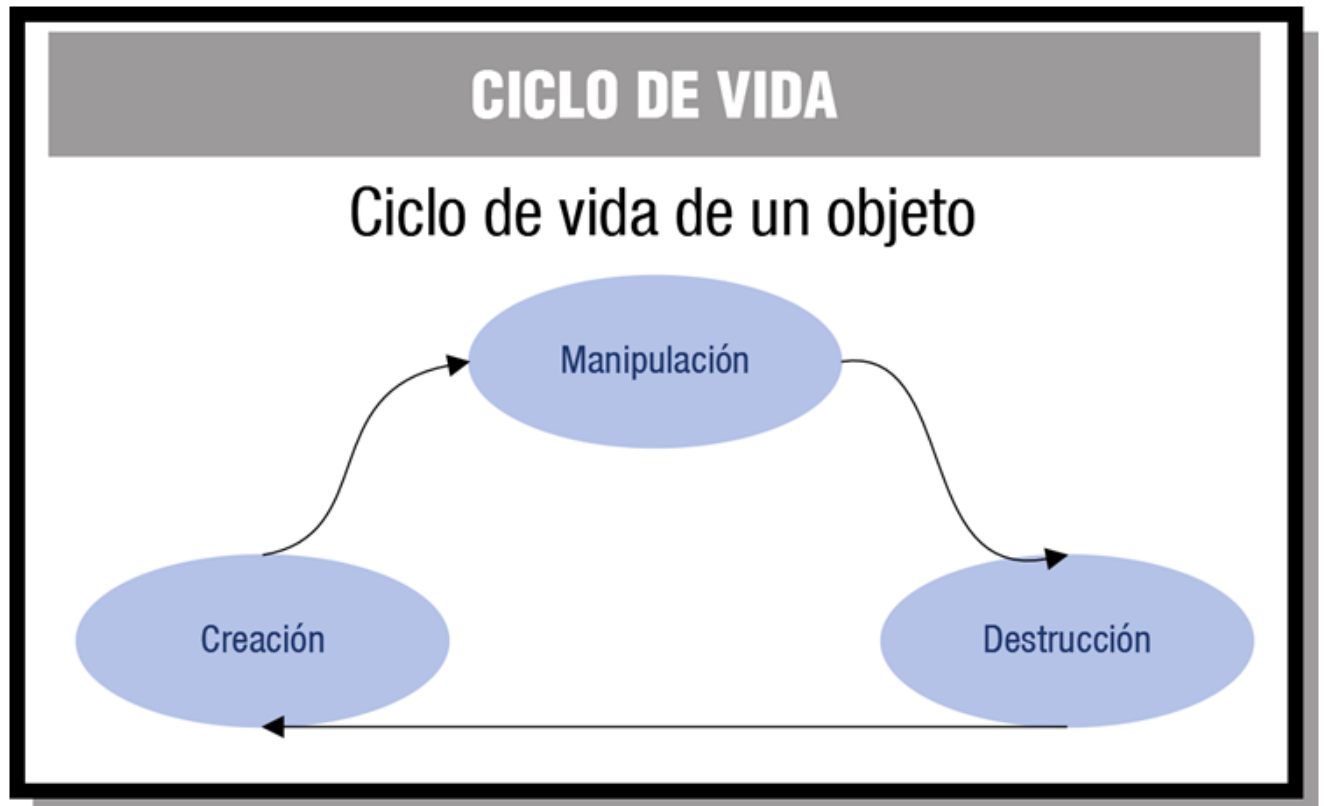 CICLO DE VIDA
Ciclo de vida de un objeto
Manipulación
Creación
Destrucción